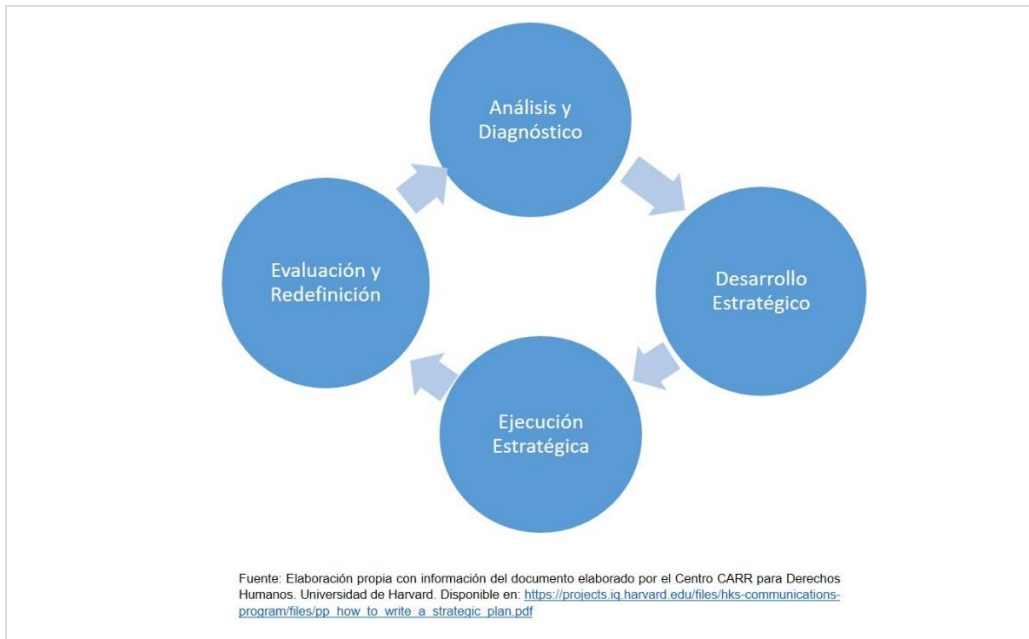 Análisis y
Diagnóstico
Desarrollo
Estratégico
Ejecución
Estratégica
Evaluación y
Redefinición
Fuente: Elaboración propia con información del documento elaborado por el Centro CARR para Derechos
Humanos. Universidad de Harvard. Disponible en: https://projects.iq.harvard.edu/files/hks-communications-
program/files/pp_how_to_write_a_strategic_plan.pdf